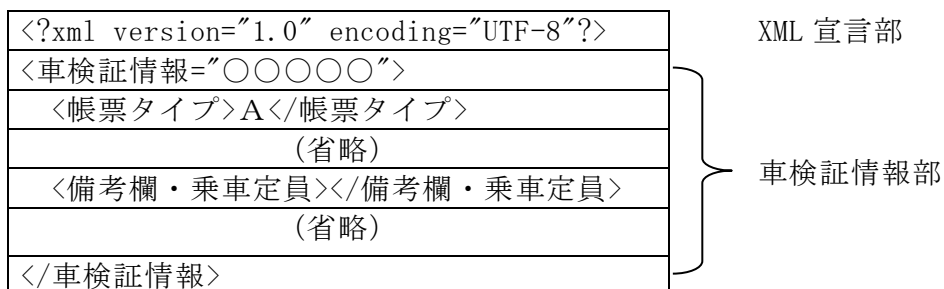 <?xml version="1.0" encoding="UTF-8"?>
XML 宣言部
<車検証情報="○○○○○">
<帳票タイプ>A</帳票タイプ>
(省略)
<備考欄・乗車定員></備考欄・乗車定員>
車検証情報部
(省略)
</車検証情報>